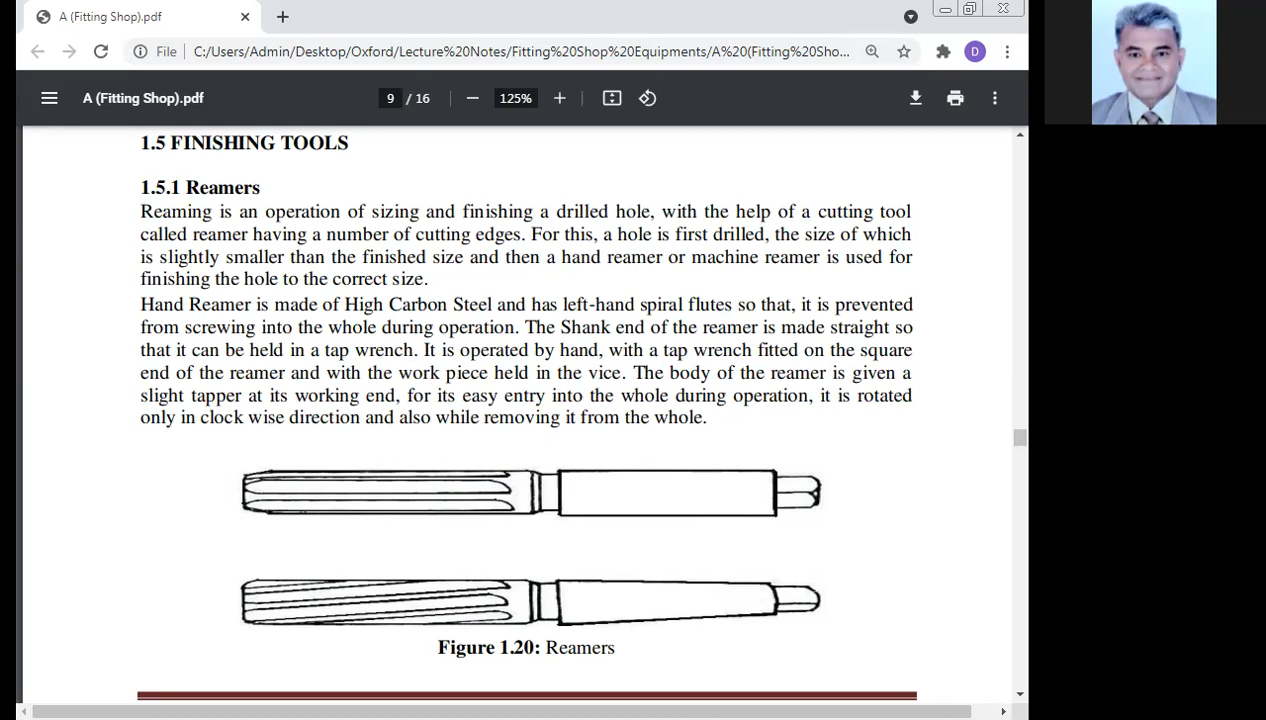 A (Fitting Shop).pdf
File
C:/Users/Admin/Desktop/Oxford/Lecture%20Notes/Fitting%20Shop%20Equipments/A%20(Fitting%20Sho...
D
A (Fitting Shop).pdf
9 / 16
125%
1.5 FINISHING TOOLS
1.5.1 Reamers
Reaming is an operation of sizing and finishing a drilled hole, with the help of a cutting tool
called reamer having a number of cutting edges. For this, a hole is first drilled, the size of which
is slightly smaller than the finished size and then a hand reamer or machine reamer is used for
finishing the hole to the correct size.
Hand Reamer is made of High Carbon Steel and has left-hand spiral flutes so that, it is prevented
from screwing into the whole during operation. The Shank end of the reamer is made straight so
that it can be held in a tap wrench. It is operated by hand, with a tap wrench fitted on the square
end of the reamer and with the work piece held in the vice. The body of the reamer is given a
slight tapper at its working end, for its easy entry into the whole during operation, it is rotated
only in clock wise direction and also while removing it from the whole.
Figure 1.20: Reamers